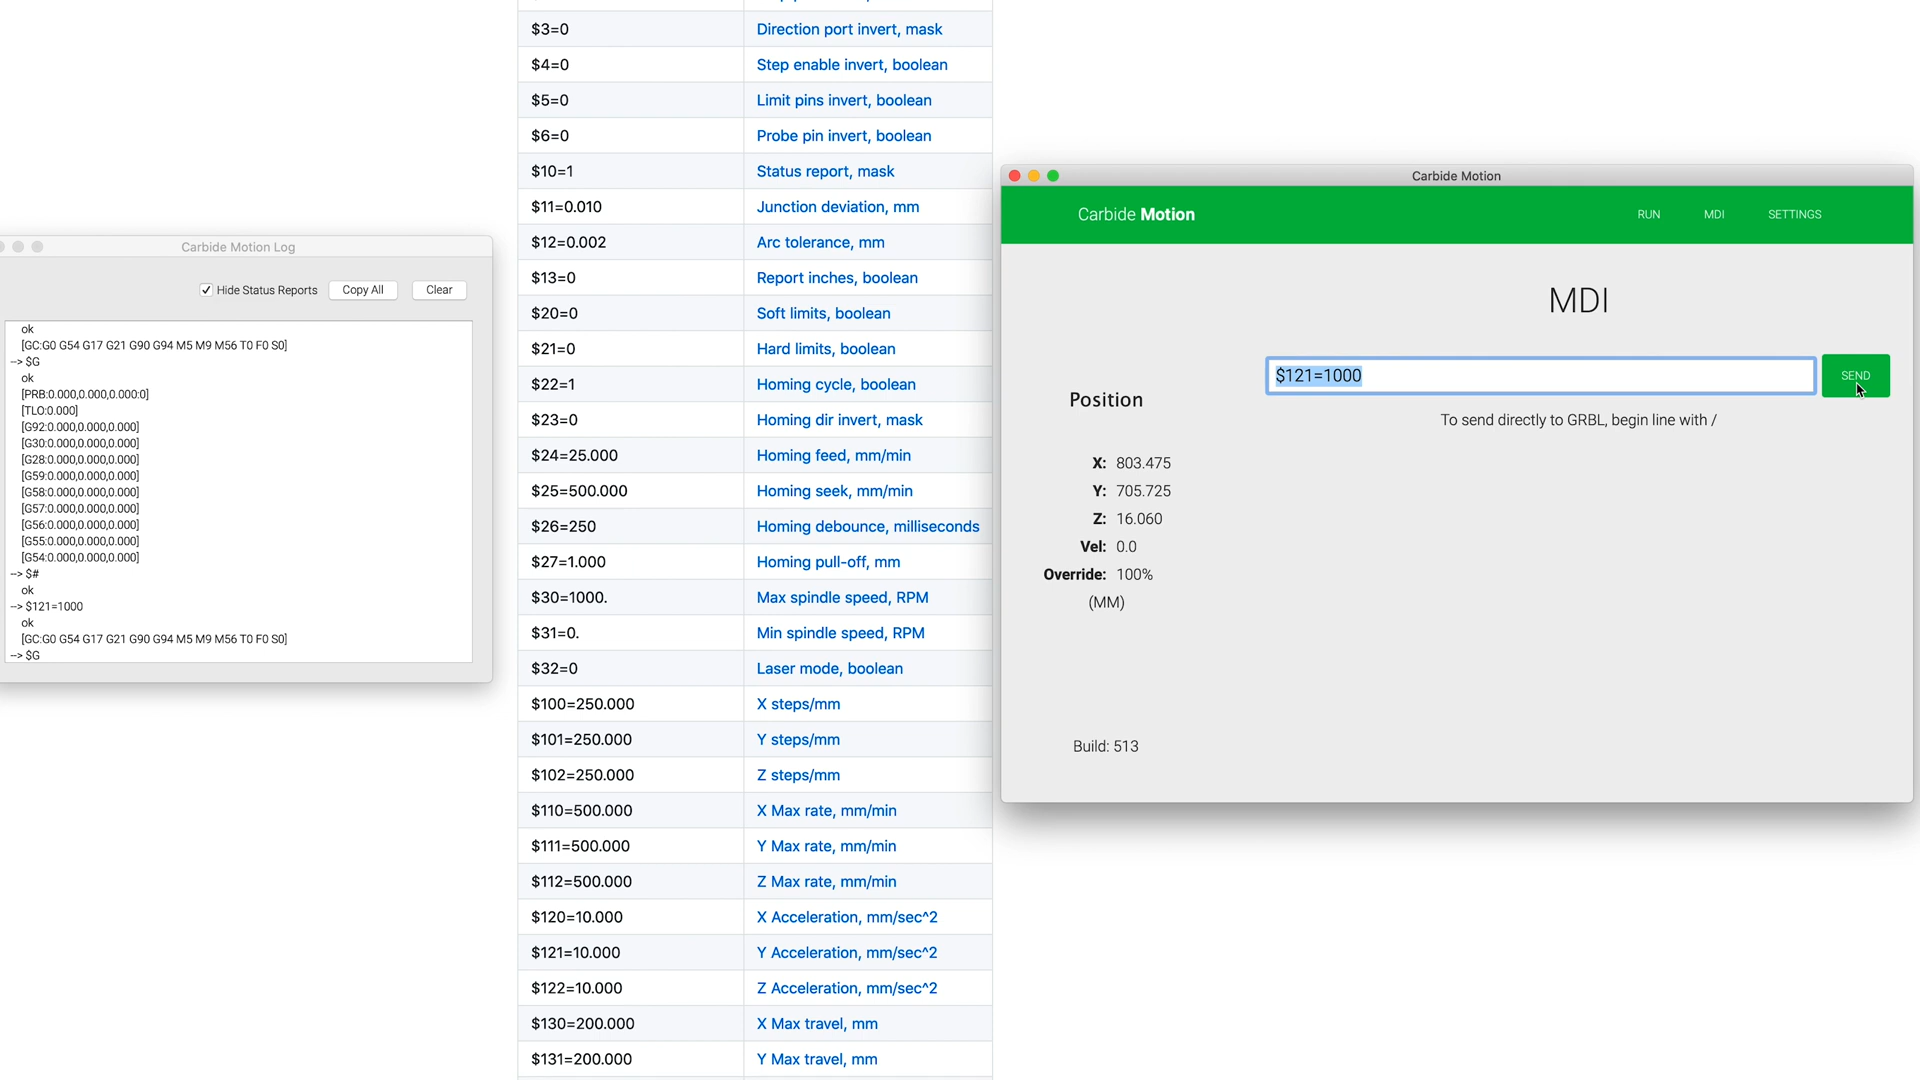 Carbide Motion Log
Hide Status Reports
Copy All
Clear
ok
[GC:G0 G54 G17 G21 G90 G94 M5 M9 M56 T0 F0 S0]
--> $G
ok
[PRB:0.000,0.000,0.000:0]
[TLO:0.000]
[G92:0.000,0.000,0.000]
[G30:0.000,0.000,0.000]
[G28:0.000,0.000,0.000]
[G59:0.000,0.000,0.000]
[G58:0.000,0.000,0.000]
[G57:0.000,0.000,0.000]
[G56:0.000,0.000,0.000]
[G55:0.000,0.000,0.000]
[G54:0.000,0.000,0.000]
--> $#
ok
--> $121=1000
ok
[GC:G0 G54 G17 G21 G90 G94 M5 M9 M56 T0 F0 S0]
--> $G
$3=0 Direction port invert, mask
$4=0 Step enable invert, boolean
$5=0 Limit pins invert, boolean
$6=0 Probe pin invert, boolean
$10=1 Status report, mask
$11=0.010 Junction deviation, mm
$12=0.002 Arc tolerance, mm
$13=0 Report inches, boolean
$20=0 Soft limits, boolean
$21=0 Hard limits, boolean
$22=1 Homing cycle, boolean
$23=0 Homing dir invert, mask
$24=25.000 Homing feed, mm/min
$25=500.000 Homing seek, mm/min
$26=250 Homing debounce, milliseconds
$27=1.000 Homing pull-off, mm
$30=1000. Max spindle speed, RPM
$31=0. Min spindle speed, RPM
$32=0 Laser mode, boolean
$100=250.000 X steps/mm
$101=250.000 Y steps/mm
$102=250.000 Z steps/mm
$110=500.000 X Max rate, mm/min
$111=500.000 Y Max rate, mm/min
$112=500.000 Z Max rate, mm/min
$120=10.000 X Acceleration, mm/sec^2
$121=10.000 Y Acceleration, mm/sec^2
$122=10.000 Z Acceleration, mm/sec^2
$130=200.000 X Max travel, mm
$131=200.000 Y Max travel, mm
Carbide Motion
Carbide Motion
RUN
MDI
SETTINGS
MDI
$121=1000
SEND
To send directly to GRBL, begin line with /
Position
X: 803.475
Y: 705.725
Z: 16.060
Vel: 0.0
Override: 100%
(MM)
Build: 513